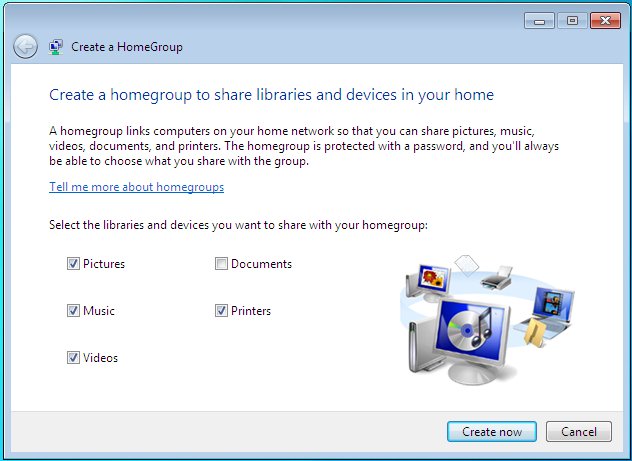 Create a HomeGroup
Create a homegroup to share libraries and devices in your home
A homegroup links computers on your home network so that you can share pictures, music,
videos, documents, and printers. The homegroup is protected with a password, and you'll always
be able to choose what you share with the group.
Tell me more about homegroups
Select the libraries and devices you want to share with your homegroup:
Pictures Documents
Music Printers
Videos
Create now Cancel